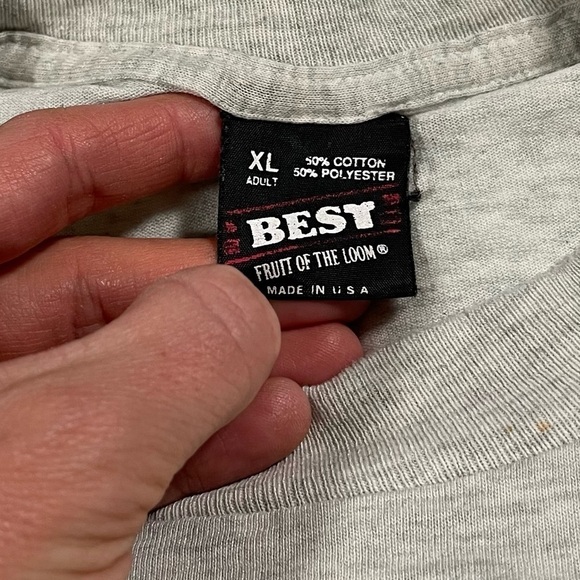 XL
ADULT
50% COTTON
50% POLYESTER
BEST
FRUIT OF THE LOOM®
MADE IN U S A